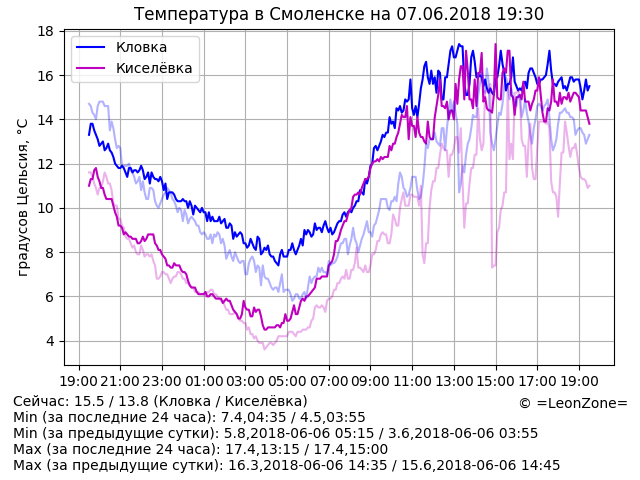 Температура в Смоленске на 07.06.2018 19:30
Кловка
Киселёвка
градусов Цельсия, °C
18
16
14
12
10
8
6
4
19:00 21:00 23:00 01:00 03:00 05:00 07:00 09:00 11:00 13:00 15:00 17:00 19:00
Сейчас: 15.5 / 13.8 (Кловка / Киселёвка)
© =LeonZone=
Min (за последние 24 часа): 7.4,04:35 / 4.5,03:55
Min (за предыдущие сутки): 5.8,2018-06-06 05:15 / 3.6,2018-06-06 03:55
Max (за последние 24 часа): 17.4,13:15 / 17.4,15:00
Max (за предыдущие сутки): 16.3,2018-06-06 14:35 / 15.6,2018-06-06 14:45